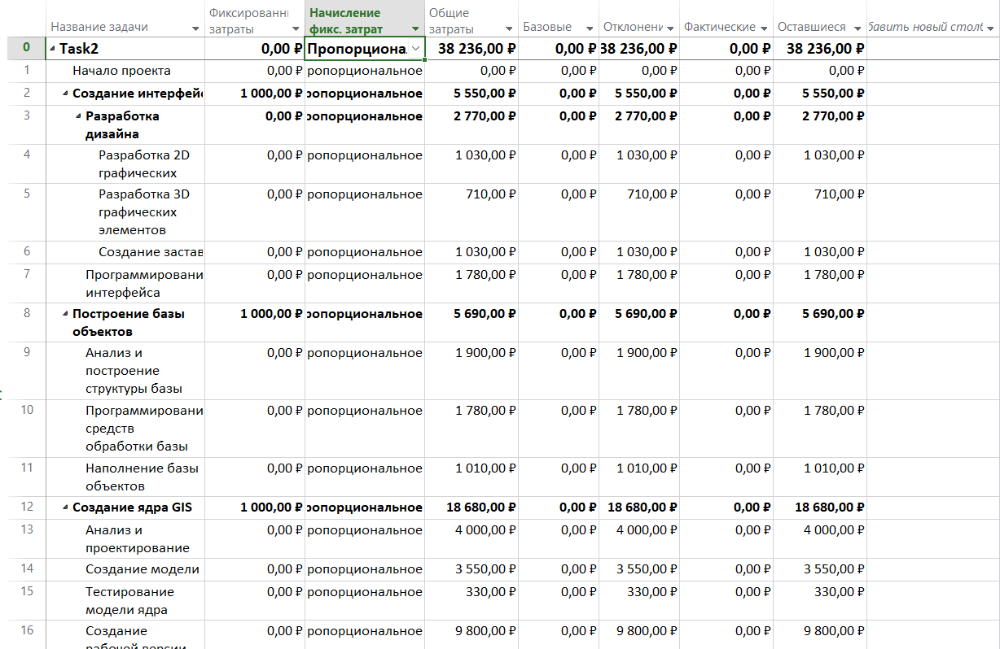 Название задачи Фиксированн затраты Начисление фикс. затрат Общие затраты Базовые Отклонени Фактические Оставшиеся бавить новый столб
0 Task2 0,00 ₽ Пропорциона. 38 236,00 ₽ 0,00 ₽ 38 236,00 ₽ 0,00 ₽ 38 236,00 ₽
1 Начало проекта 0,00 ₽ ропорциональное 0,00 ₽ 0,00 ₽ 0,00 ₽ 0,00 ₽ 0,00 ₽
2 Создание интерфейс 1 000,00 ₽ ропорциональное 5 550,00 ₽ 0,00 ₽ 5 550,00 ₽ 0,00 ₽ 5 550,00 ₽
3 Разработка 0,00 ₽ ропорциональное 2 770,00 ₽ 0,00 ₽ 2 770,00 ₽ 0,00 ₽ 2 770,00 ₽
дизайна
4 Разработка 2D 0,00 ₽ ропорциональное 1 030,00 ₽ 0,00 ₽ 1 030,00 ₽ 0,00 ₽ 1 030,00 ₽
графических
5 Разработка 3D 0,00 ₽ ропорциональное 710,00 ₽ 0,00 ₽ 710,00 ₽ 0,00 ₽ 710,00 ₽
графических
элементов
6 Создание застав 0,00 ₽ ропорциональное 1 030,00 ₽ 0,00 ₽ 1 030,00 ₽ 0,00 ₽ 1 030,00 ₽
7 Программировани 0,00 ₽ ропорциональное 1 780,00 ₽ 0,00 ₽ 1 780,00 ₽ 0,00 ₽ 1 780,00 ₽
интерфейса
8 Построение базы 1 000,00 ₽ ропорциональное 5 690,00 ₽ 0,00 ₽ 5 690,00 ₽ 0,00 ₽ 5 690,00 ₽
объектов
9 Анализ и 0,00 ₽ ропорциональное 1 900,00 ₽ 0,00 ₽ 1 900,00 ₽ 0,00 ₽ 1 900,00 ₽
построение
структуры базы
10 Программировани 0,00 ₽ ропорциональное 1 780,00 ₽ 0,00 ₽ 1 780,00 ₽ 0,00 ₽ 1 780,00 ₽
средств
обработки базы
11 Наполнение базы 0,00 ₽ ропорциональное 1 010,00 ₽ 0,00 ₽ 1 010,00 ₽ 0,00 ₽ 1 010,00 ₽
объектов
12 Создание ядра GIS 1 000,00 ₽ ропорциональное 18 680,00 ₽ 0,00 ₽ 18 680,00 ₽ 0,00 ₽ 18 680,00 ₽
13 Анализ и 0,00 ₽ ропорциональное 4 000,00 ₽ 0,00 ₽ 4 000,00 ₽ 0,00 ₽ 4 000,00 ₽
проектирование
14 Создание модели 0,00 ₽ ропорциональное 3 550,00 ₽ 0,00 ₽ 3 550,00 ₽ 0,00 ₽ 3 550,00 ₽
15 Тестирование 0,00 ₽ ропорциональное 330,00 ₽ 0,00 ₽ 330,00 ₽ 0,00 ₽ 330,00 ₽
модели ядра
16 Создание 0,00 ₽ ропорциональное 9 800,00 ₽ 0,00 ₽ 9 800,00 ₽ 0,00 ₽ 9 800,00 ₽
рабочей версии